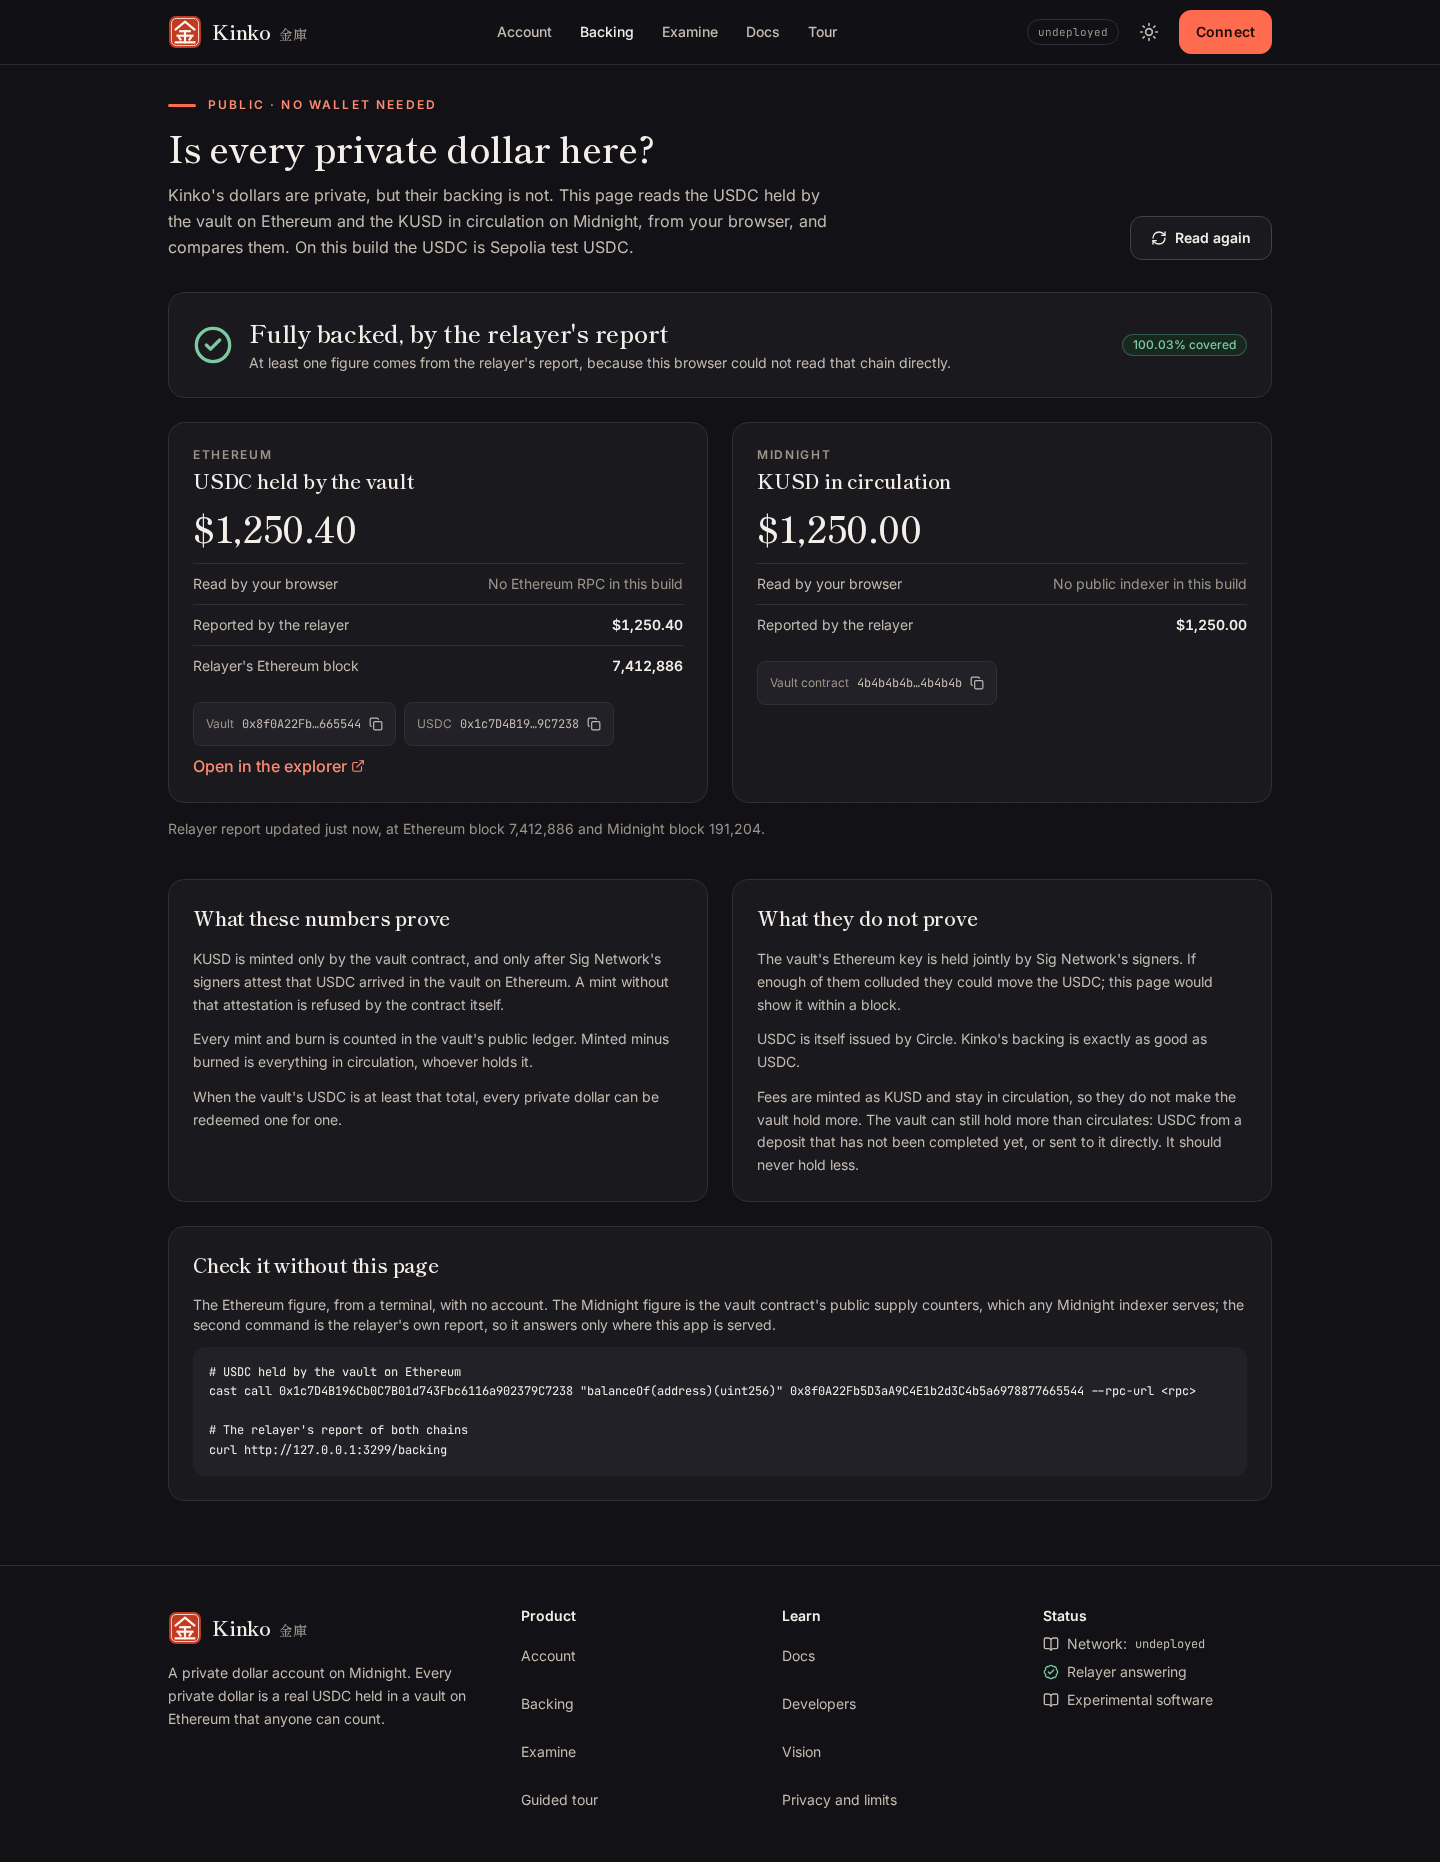 金 Kinko 金庫
Account
Backing
Examine
Docs
Tour
undeployed
Connect
PUBLIC · NO WALLET NEEDED
Is every private dollar here?
Kinko's dollars are private, but their backing is not. This page reads the USDC held by
the vault on Ethereum and the KUSD in circulation on Midnight, from your browser, and
compares them. On this build the USDC is Sepolia test USDC.
Read again
Fully backed, by the relayer's report
At least one figure comes from the relayer's report, because this browser could not read that chain directly.
100.03% covered
ETHEREUM
USDC held by the vault
$1,250.40
Read by your browser No Ethereum RPC in this build
Reported by the relayer $1,250.40
Relayer's Ethereum block 7,412,886
Vault 0x8f0A22Fb…665544
USDC 0x1c7D4B19…9C7238
Open in the explorer
MIDNIGHT
KUSD in circulation
$1,250.00
Read by your browser No public indexer in this build
Reported by the relayer $1,250.00
Vault contract 4b4b4b4b…4b4b4b
Relayer report updated just now, at Ethereum block 7,412,886 and Midnight block 191,204.
What these numbers prove
KUSD is minted only by the vault contract, and only after Sig Network's
signers attest that USDC arrived in the vault on Ethereum. A mint without
that attestation is refused by the contract itself.
Every mint and burn is counted in the vault's public ledger. Minted minus
burned is everything in circulation, whoever holds it.
When the vault's USDC is at least that total, every private dollar can be
redeemed one for one.
What they do not prove
The vault's Ethereum key is held jointly by Sig Network's signers. If
enough of them colluded they could move the USDC; this page would
show it within a block.
USDC is itself issued by Circle. Kinko's backing is exactly as good as
USDC.
Fees are minted as KUSD and stay in circulation, so they do not make the
vault hold more. The vault can still hold more than circulates: USDC from a
deposit that has not been completed yet, or sent to it directly. It should
never hold less.
Check it without this page
The Ethereum figure, from a terminal, with no account. The Midnight figure is the vault contract's public supply counters, which any Midnight indexer serves; the
second command is the relayer's own report, so it answers only where this app is served.
# USDC held by the vault on Ethereum
cast call 0x1c7D4B196Cb0C7B01d743Fbc6116a902379C7238 "balanceOf(address)(uint256)" 0x8f0A22Fb5D3aA9C4E1b2d3C4b5a6978877665544 --rpc-url <rpc>
# The relayer's report of both chains
curl http://127.0.0.1:3299/backing
金 Kinko 金庫
A private dollar account on Midnight. Every
private dollar is a real USDC held in a vault on
Ethereum that anyone can count.
Product
Account
Backing
Examine
Guided tour
Learn
Docs
Developers
Vision
Privacy and limits
Status
Network: undeployed
Relayer answering
Experimental software